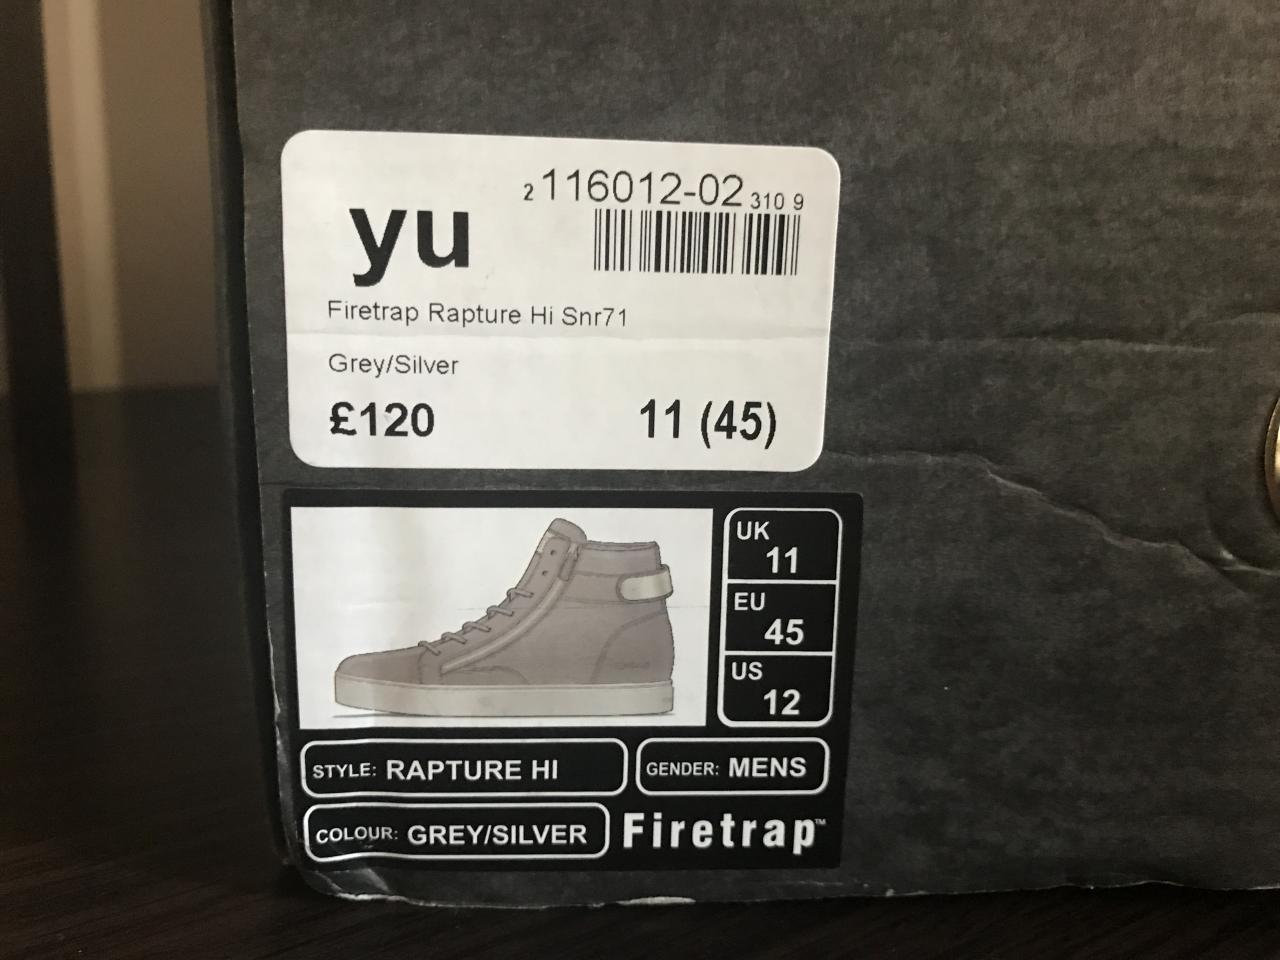 2 116012-02 310 9
yu
Firetrap Rapture Hi Snr71
Grey/Silver
£120 11 (45)
UK
11
EU
45
US
12
STYLE: RAPTURE HI
GENDER: MENS
COLOUR: GREY/SILVER
Firetrap™